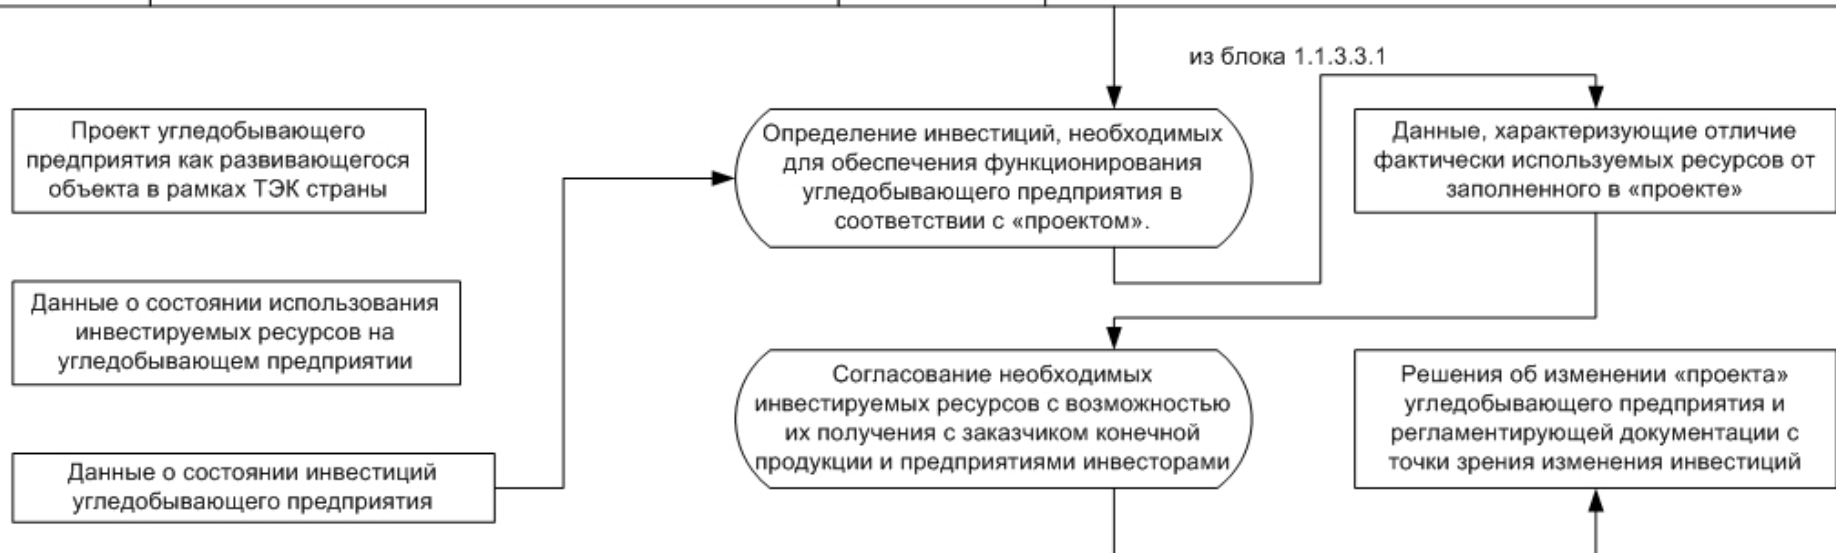 из блока 1.1.3.3.1
Проект угледобывающего
предприятия как развивающегося
объекта в рамках ТЭК страны
Определение инвестиций, необходимых
для обеспечения функционирования
угледобывающего предприятия в
соответствии с «проектом».
Данные, характеризующие отличие
фактически используемых ресурсов от
заполненного в «проекте»
Данные о состоянии использования
инвестируемых ресурсов на
угледобывающем предприятии
Согласование необходимых
инвестируемых ресурсов с возможностью
их получения с заказчиком конечной
продукции и предприятиями инвесторами
Решения об изменении «проекта»
угледобывающего предприятия и
регламентирующей документации с
точки зрения изменения инвестиций
Данные о состоянии инвестиций
угледобывающего предприятия